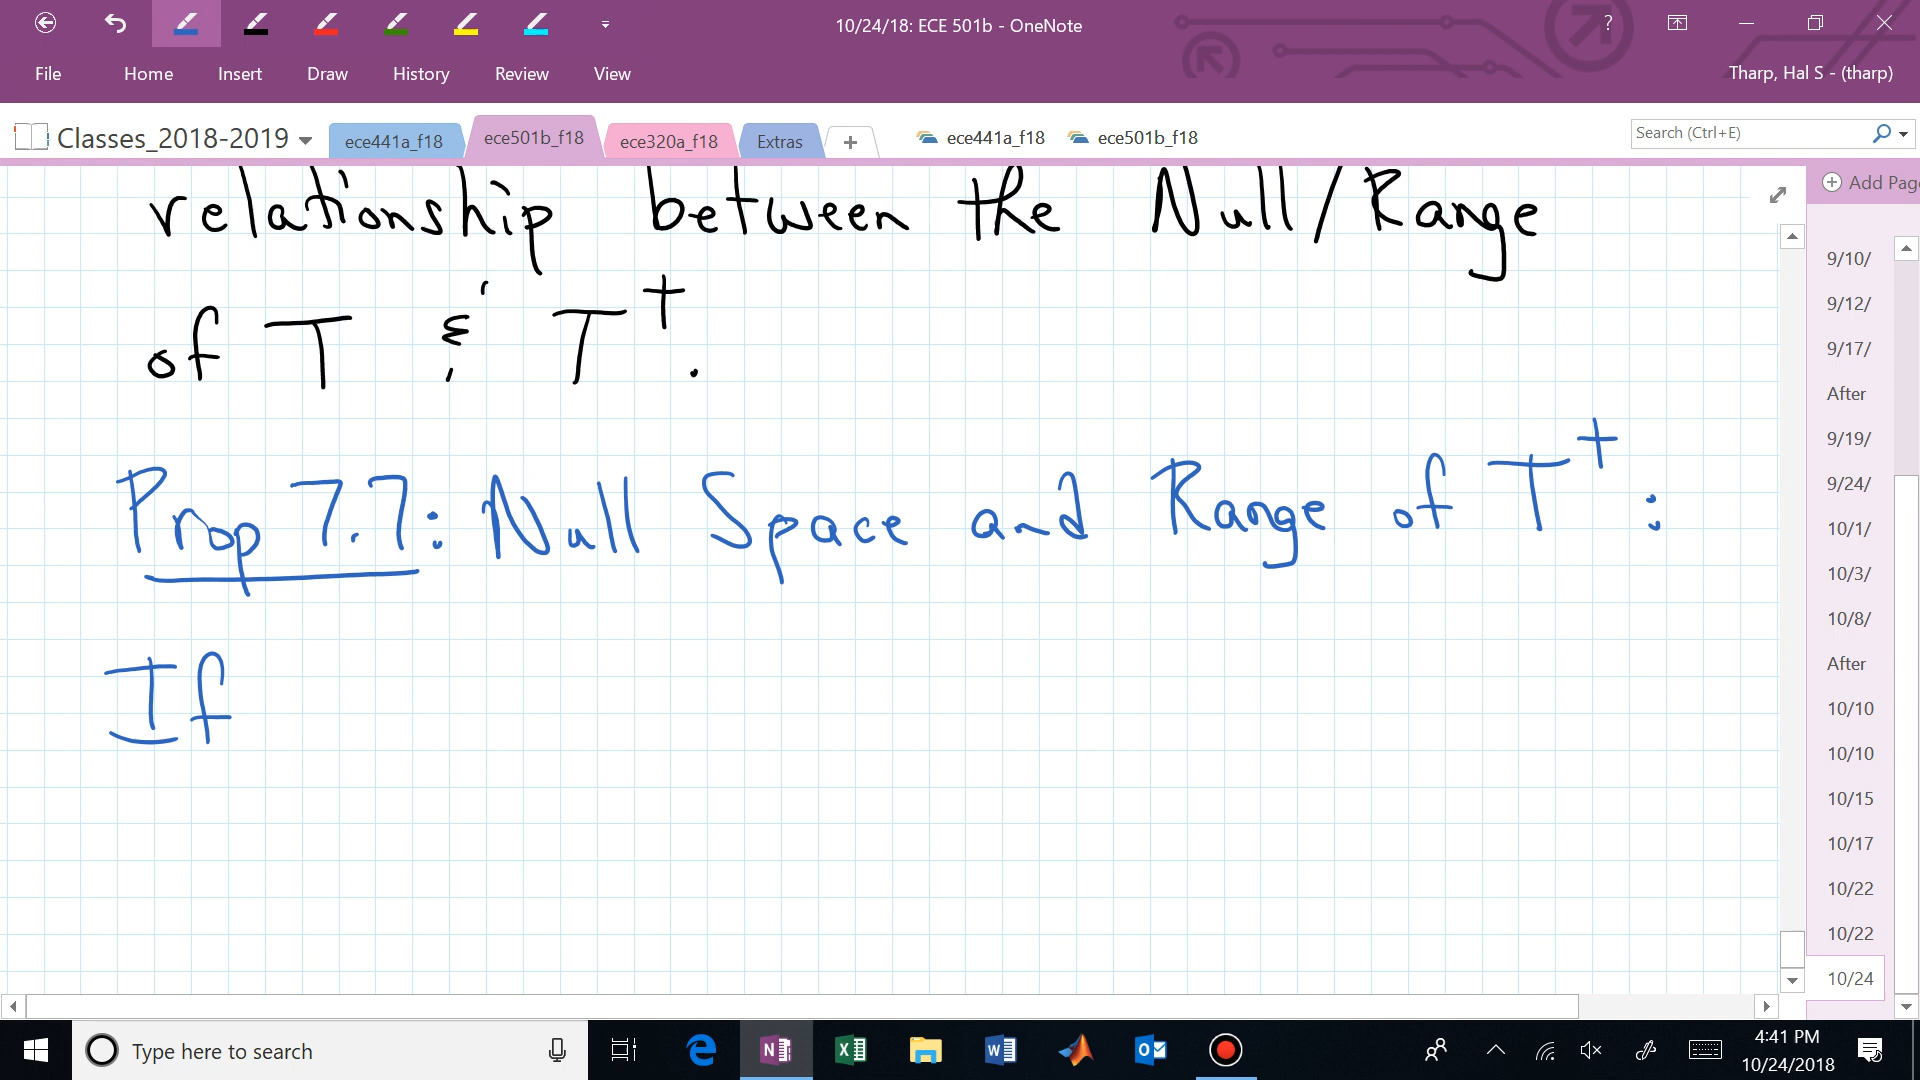 10/24/18: ECE 501b - OneNote
?
File Home Insert Draw History Review View
Tharp, Hal S - (tharp)
Classes_2018-2019
ece441a_f18 ece501b_f18 ece320a_f18 Extras
ece441a_f18 ece501b_f18
Search (Ctrl+E)
Add Page
relationship between the Null/Range
of T & T†.
Prop 7.7: Null Space and Range of T†:
If
9/10/
9/12/
9/17/
After
9/19/
9/24/
10/1/
10/3/
10/8/
After
10/10
10/10
10/15
10/17
10/22
10/22
10/24
Type here to search
4:41 PM
10/24/2018